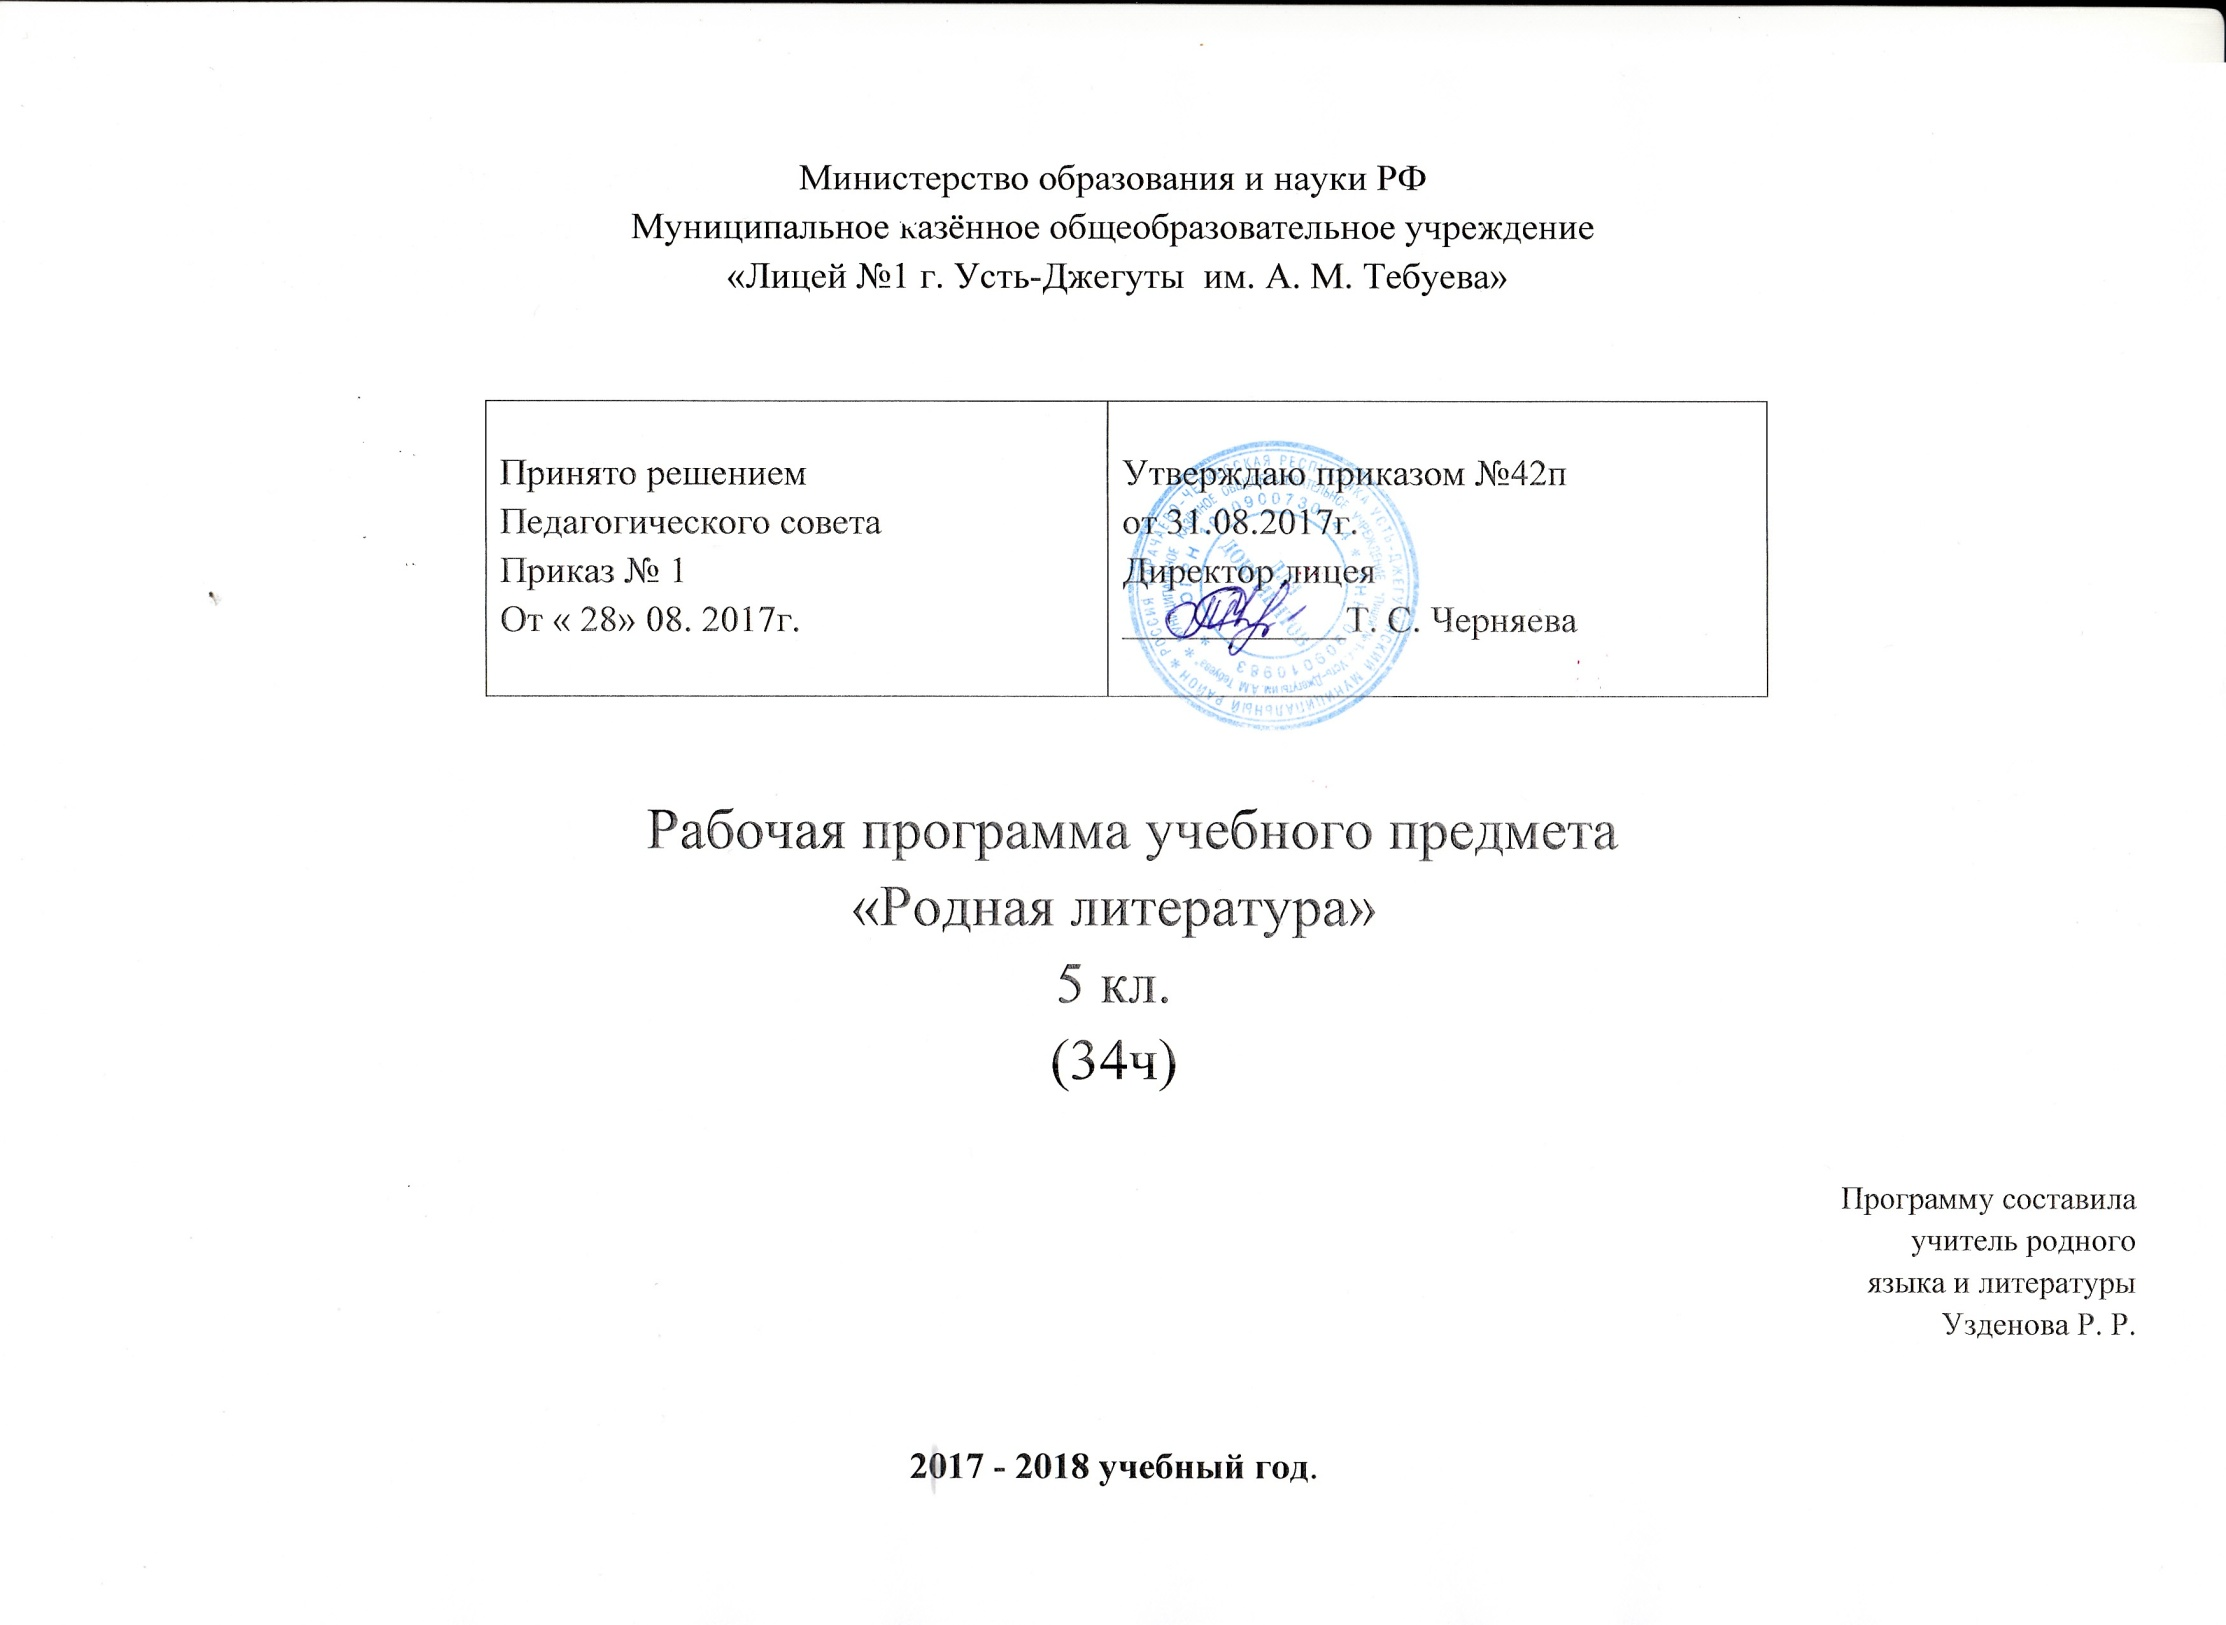 Министерство образования и науки РФ
Муниципальное казённое общеобразовательное учреждение
«Лицей №1 г. Усть-Джегуты им. А. М. Тебуева»
Принято решением
Педагогического совета
Приказ № 1
От « 28» 08. 2017г.
Утверждаю приказом №42п
от 31.08.2017г.
Директор лицея
____________Т. С. Черняева
Рабочая программа учебного предмета
«Родная литература»
5 кл.
(34ч)
Программу составила
учитель родного
языка и литературы
Узденова Р. Р.
2017 - 2018 учебный год.